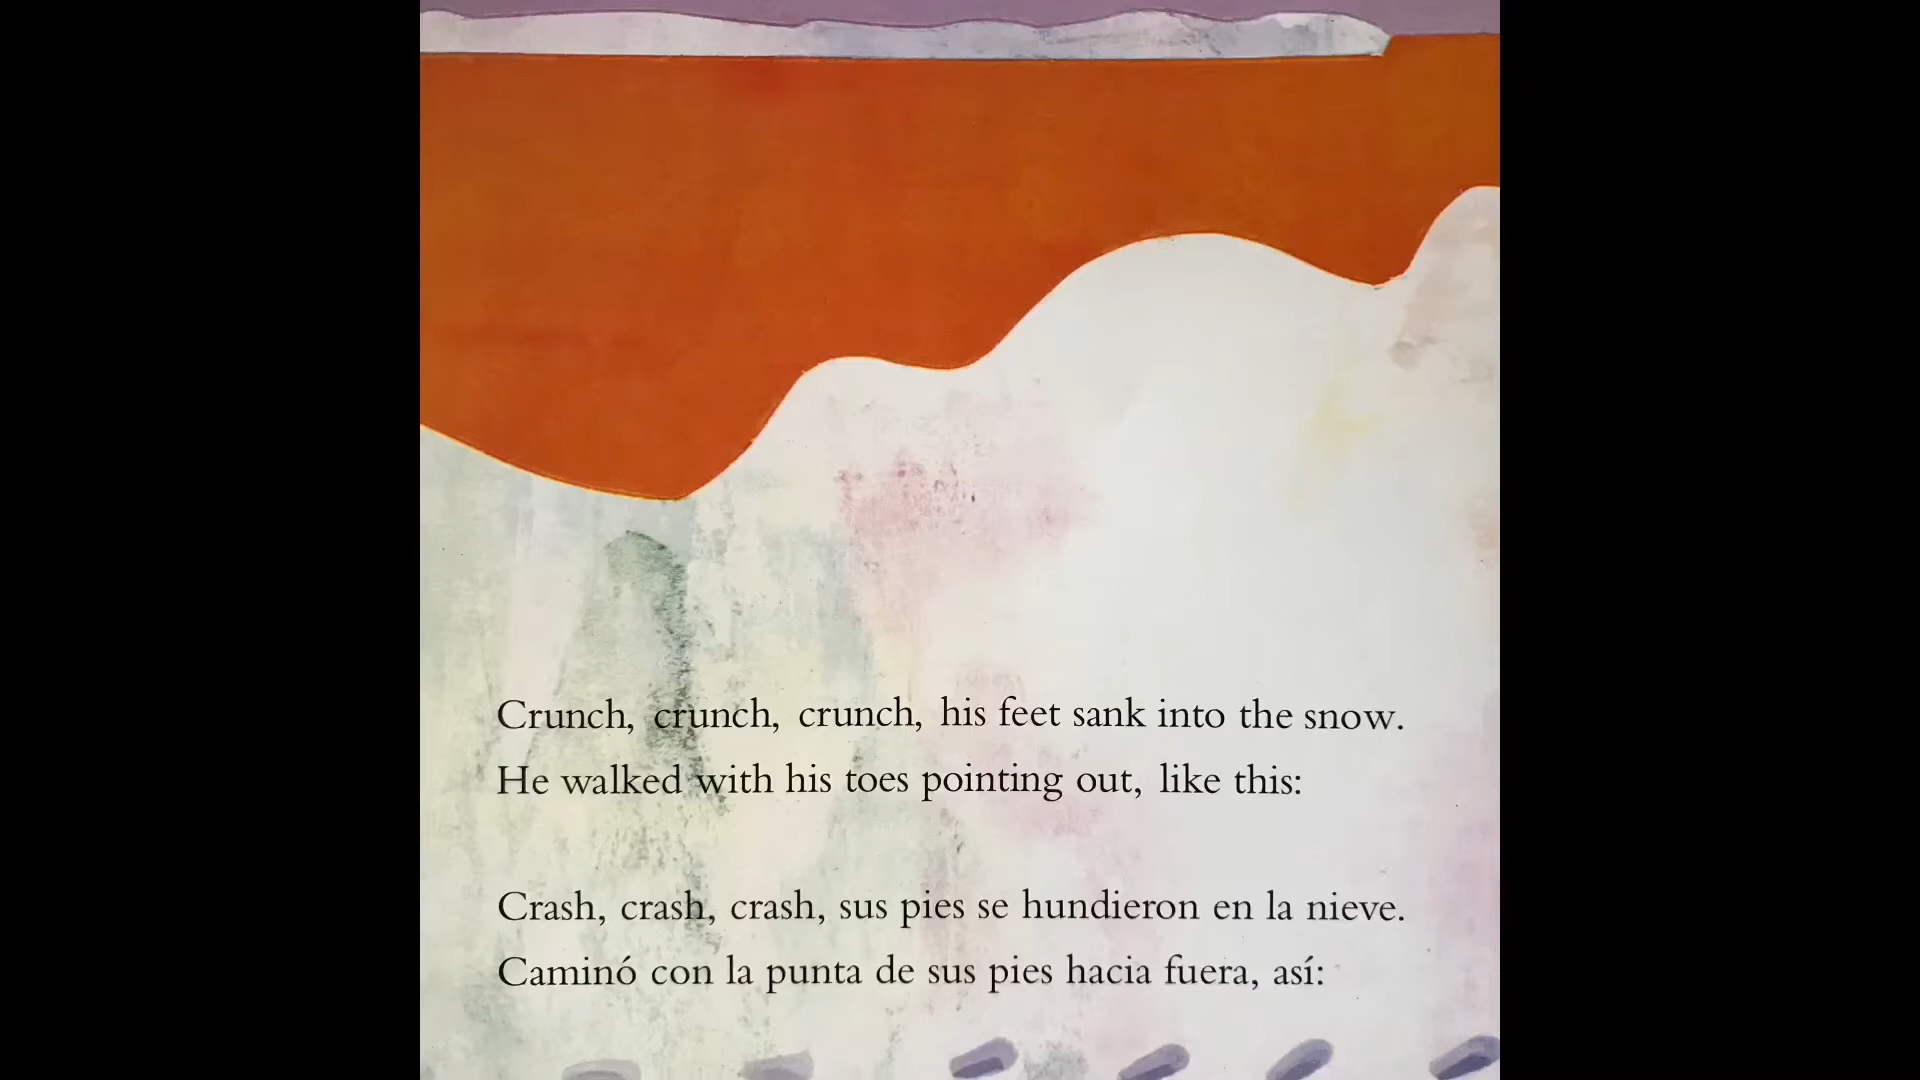 Crunch, crunch, crunch, his feet sank into the snow.
He walked with his toes pointing out, like this:
Crash, crash, crash, sus pies se hundieron en la nieve.
Caminó con la punta de sus pies hacia fuera, así: